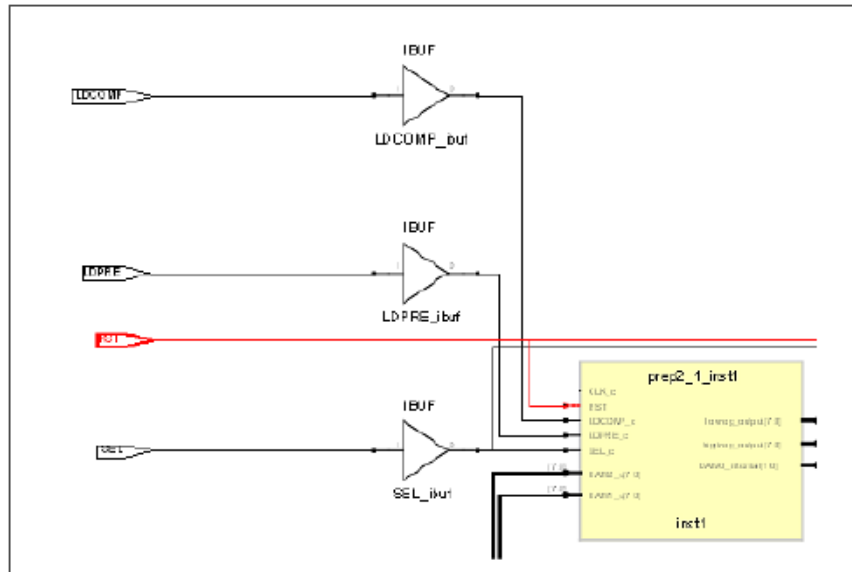 IBUF
LDCOMP
LDCOMP_ibuf
IBUF
LDPRE
LDPRE_ibuf
RST
IBUF
SEL
SEL_ibuf
prep2_1_inst1
CLK_c
RST
LDCOMP_c
LDPRE_c
SEL_c
[7:0]
[7:0]
inst1